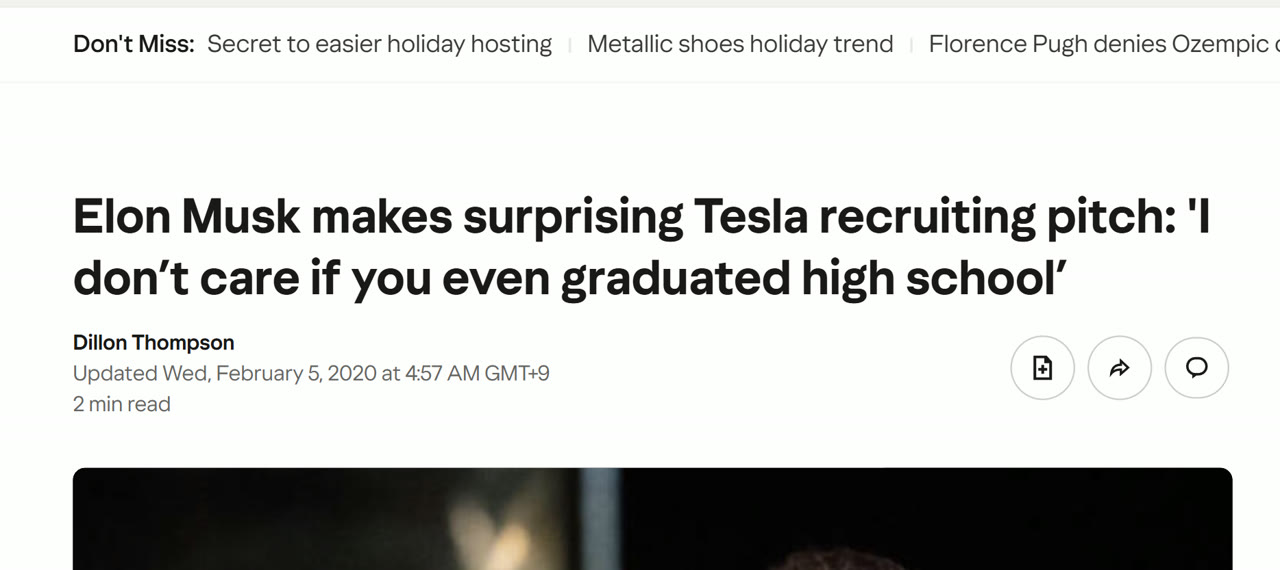 Don't Miss: Secret to easier holiday hosting Metallic shoes holiday trend Florence Pugh denies Ozempic
Elon Musk makes surprising Tesla recruiting pitch: 'I
don’t care if you even graduated high school’
Dillon Thompson
Updated Wed, February 5, 2020 at 4:57 AM GMT+9
2 min read